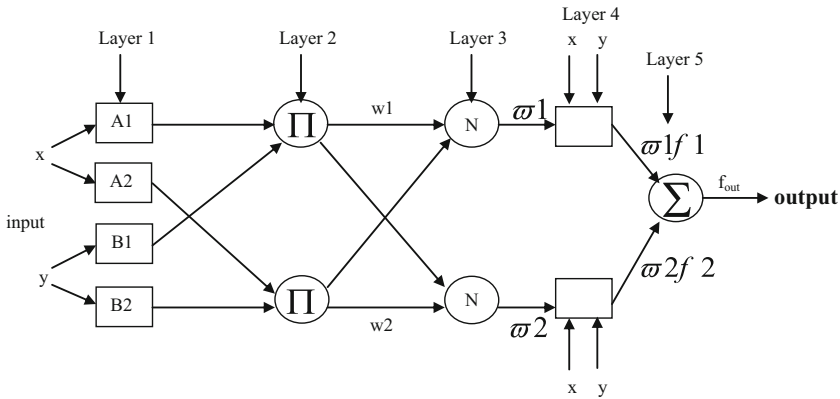 Layer 1
Layer 2
Layer 3
Layer 4
x y
Layer 5
A1
∏
w1
N
ϖ1
ϖ1f 1
x
A2
f_out
output
Σ
input
B1
y
B2
∏
w2
N
ϖ2
ϖ2f 2
x y